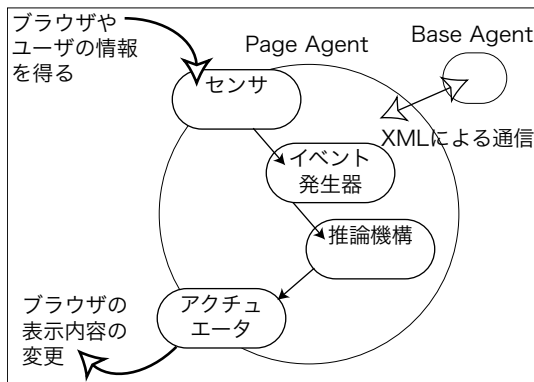 ブラウザや
ユーザの情報
を得る
Page Agent
Base Agent
センサ
XMLによる通信
イベント
発生器
推論機構
アクチュ
エータ
ブラウザの
表示内容の
変更